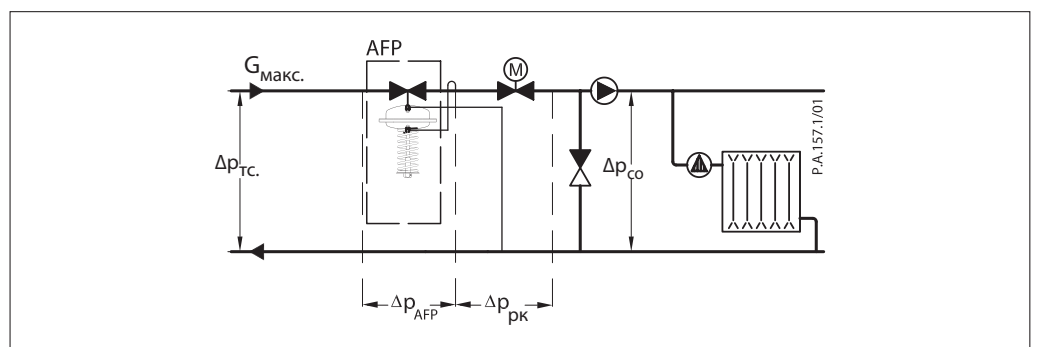 AFP
Gмакс.
M
Δpтс.
Δpсо
P.A.157.1/01
ΔpAFP
Δpрк